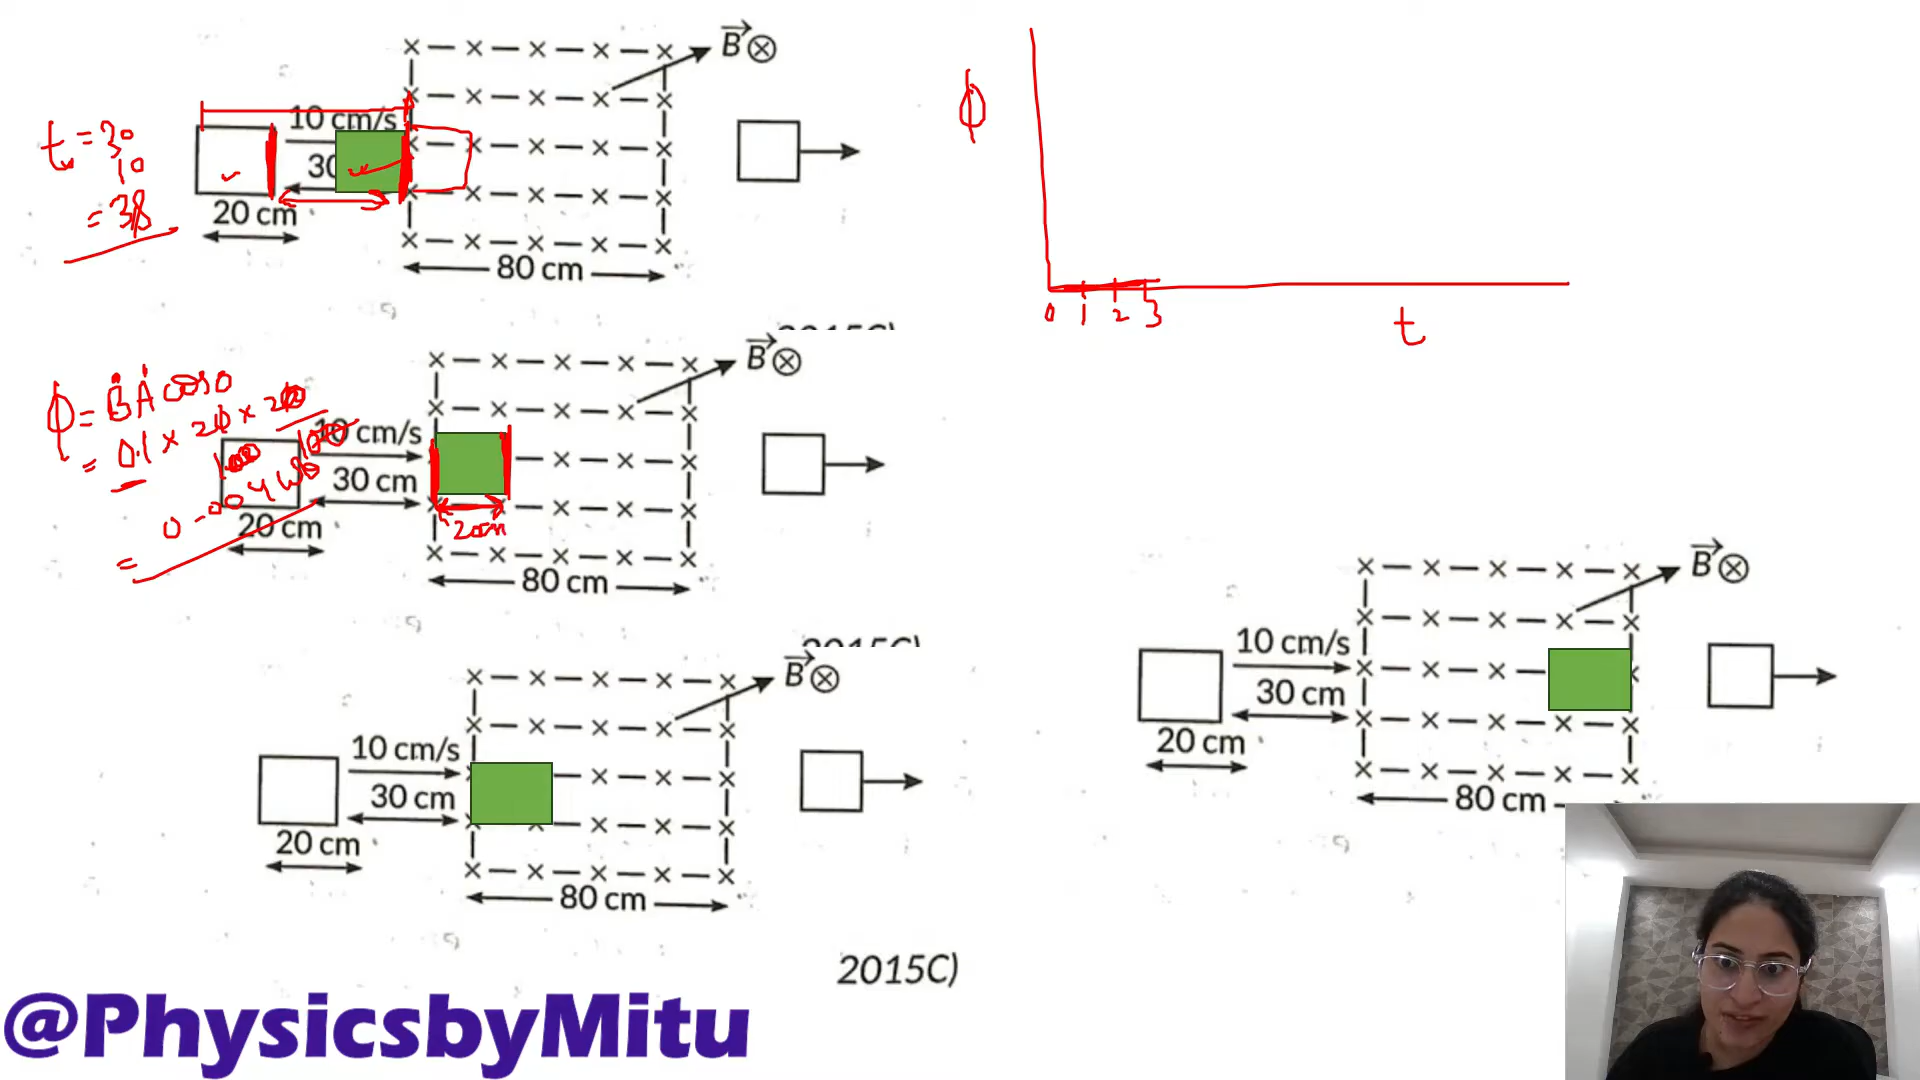 B⊗
10 cm/s
20 cm
80 cm
t = 30
10
= 3s
ϕ
0 1 2 3
t
B⊗
ϕ = BA cos 0
= 0.1 × 20 × 20
10 cm/s
30 cm
20 cm
20cm
80 cm
=
B⊗
10 cm/s
30 cm
20 cm
80 cm
B⊗
10 cm/s
30 cm
20 cm
80 cm
2015C)
@PhysicsbyMitu